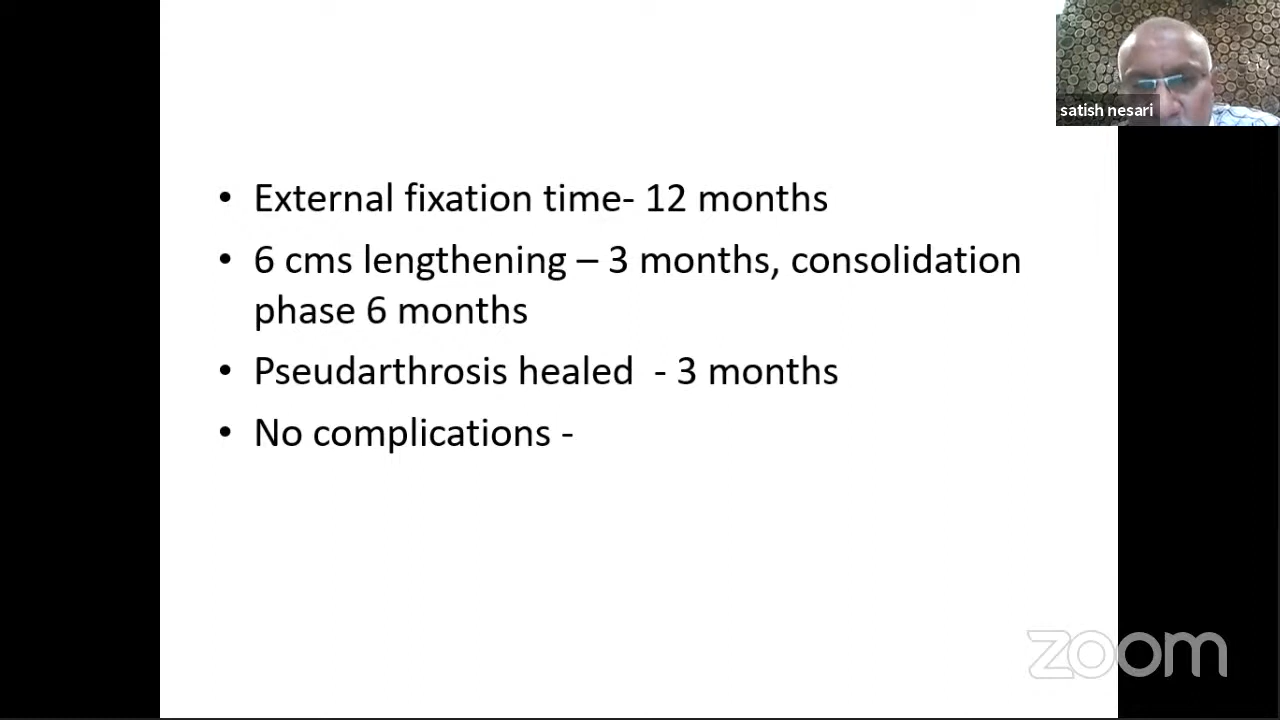 satish nesari
• External fixation time- 12 months
• 6 cms lengthening – 3 months, consolidation
phase 6 months
• Pseudarthrosis healed  - 3 months
• No complications -
zoom